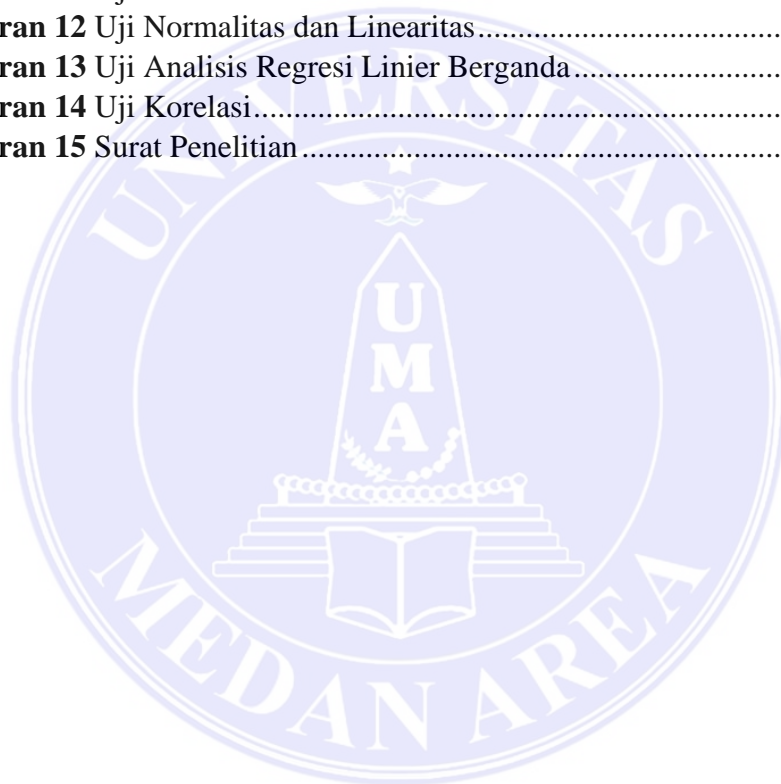 ran 12 Uji Normalitas dan Linearitas..........................................
ran 13 Uji Analisis Regresi Linier Berganda..............................
ran 14 Uji Korelasi......................................................................
ran 15 Surat Penelitian................................................................
UNIVERSITAS
U
M
A
MEDAN AREA